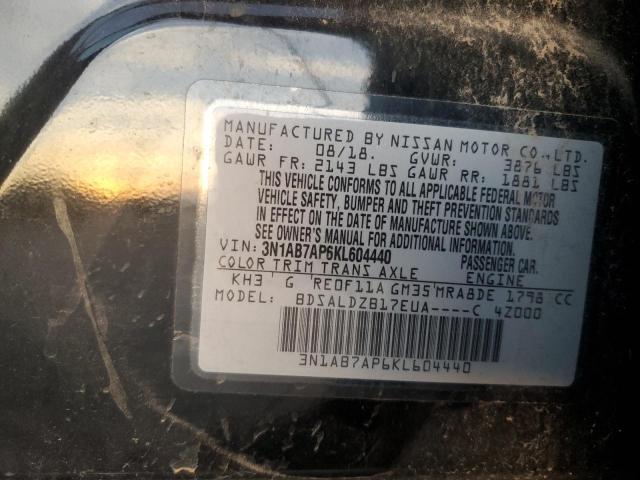 MANUFACTURED BY NISSAN MOTOR CO.,LTD.
DATE: 08/18. GVWR: 3876 LBS
GAWR FR: 2143 LBS GAWR RR: 1881 LBS
THIS VEHICLE CONFORMS TO ALL APPLICABLE FEDERAL MOTOR
VEHICLE SAFETY, BUMPER AND THEFT PREVENTION STANDARDS
IN EFFECT ON THE DATE OF MANUFACTURE SHOWN ABOVE.
SEE OWNER'S MANUAL FOR FURTHER INFORMATION.
VIN: 3N1AB7AP6KL604440 PASSENGER CAR.
COLOR TRIM TRANS AXLE ENGINE
KH3 G RE0F11A GM35 MRA8DE 1798 CC
MODEL: BDSALDZB17EUA----C 4Z000
3N1AB7AP6KL604440